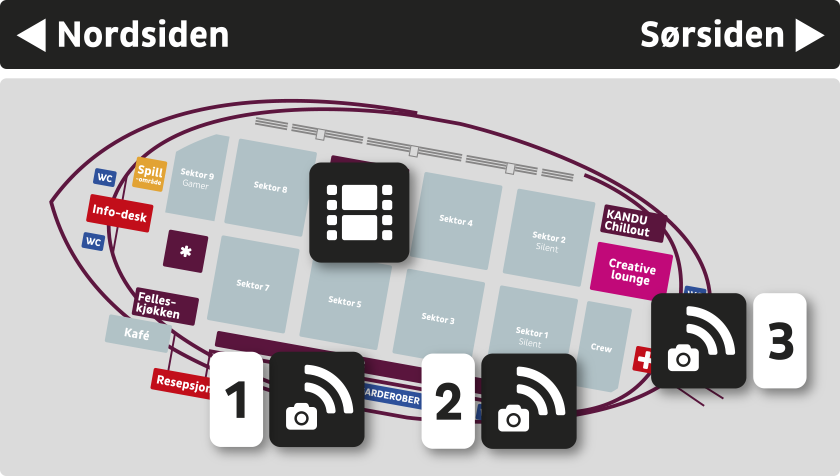 Nordsiden
Sørsiden
WC
Spill
-område
Sektor 9
Gamer
Sektor 8
Info-desk
WC
*
Sektor 4
Sektor 2
Silent
KANDU
Chillout
Creative
lounge
Felles-
kjøkken
Kafé
Sektor 7
Sektor 5
Sektor 3
Sektor 1
Silent
Crew
Resepsjon
ARDEROBER
1
2
3